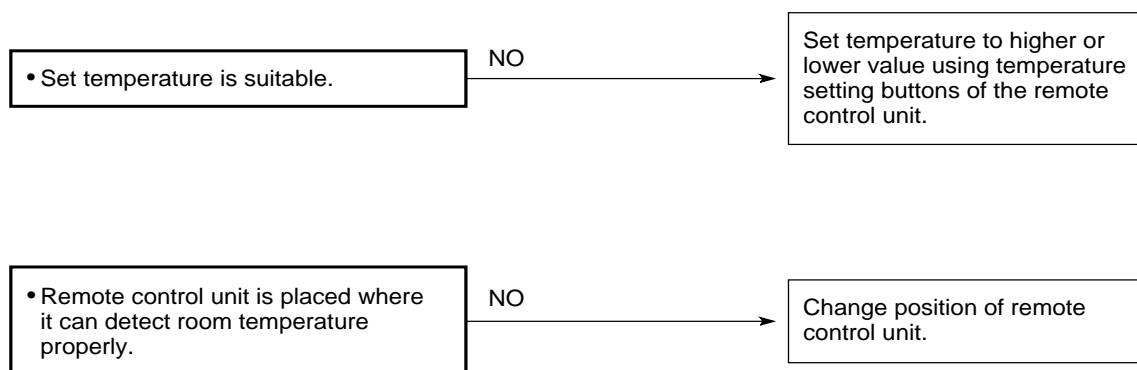 • Set temperature is suitable.
NO
Set temperature to higher or
lower value using temperature
setting buttons of the remote
control unit.
• Remote control unit is placed where
it can detect room temperature
properly.
NO
Change position of remote
control unit.